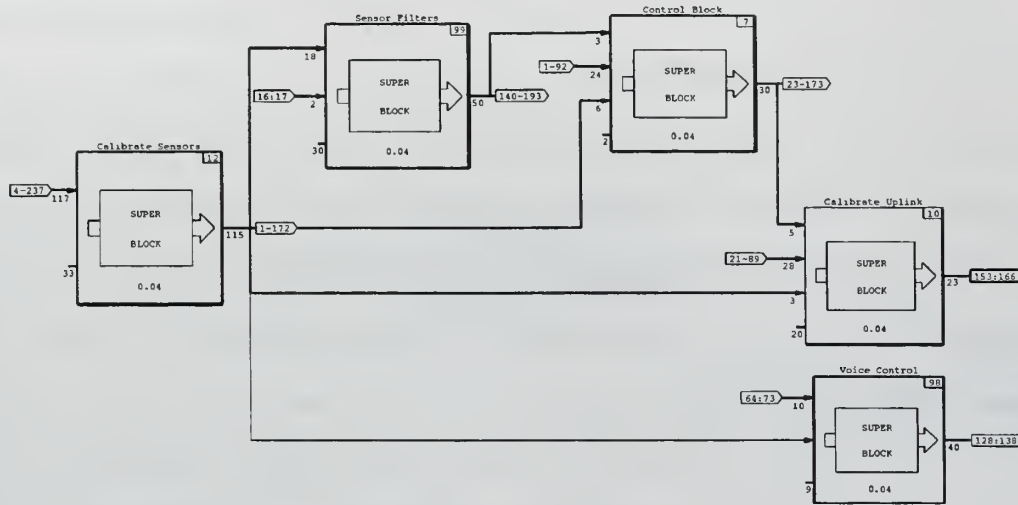 Sensor Filters
99
18
SUPER
16:17
2
BLOCK
50
140-193
30
0.04
Control Block
7
3
SUPER
1-92
24
BLOCK
30
23-173
6
2
0.04
Calibrate Sensors
12
4-237
117
SUPER
BLOCK
115
1-172
33
0.04
Calibrate Uplink
10
5
SUPER
21-89
28
BLOCK
23
153:166
3
20
0.04
Voice Control
98
64:73
10
SUPER
BLOCK
40
128:138
9
0.04